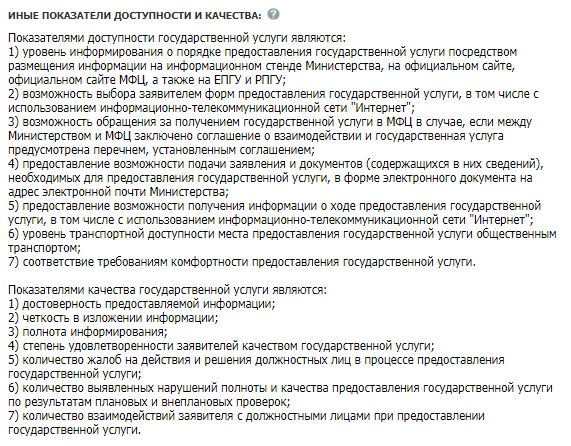 ИНЫЕ ПОКАЗАТЕЛИ ДОСТУПНОСТИ И КАЧЕСТВА: ?
Показателями доступности государственной услуги являются:
1) уровень информирования о порядке предоставления государственной услуги посредством
размещения информации на информационном стенде Министерства, на официальном сайте,
официальном сайте МФЦ, а также на ЕПГУ и РПГУ;
2) возможность выбора заявителем форм предоставления государственной услуги, в том числе с
использованием информационно-телекоммуникационной сети "Интернет";
3) возможность обращения за получением государственной услуги в МФЦ в случае, если между
Министерством и МФЦ заключено соглашение о взаимодействии и государственная услуга
предусмотрена перечнем, установленным соглашением;
4) предоставление возможности подачи заявления и документов (содержащихся в них сведений),
необходимых для предоставления государственной услуги, в форме электронного документа на
адрес электронной почты Министерства;
5) предоставление возможности получения информации о ходе предоставления государственной
услуги, в том числе с использованием информационно-телекоммуникационной сети "Интернет";
6) уровень транспортной доступности места предоставления государственной услуги общественным
транспортом;
7) соответствие требованиям комфортности предоставления государственной услуги.
Показателями качества государственной услуги являются:
1) достоверность предоставляемой информации;
2) четкость в изложении информации;
3) полнота информирования;
4) степень удовлетворенности заявителей качеством государственной услуги;
5) количество жалоб на действия и решения должностных лиц в процессе предоставления
государственной услуги;
6) количество выявленных нарушений полноты и качества предоставления государственной услуги
по результатам плановых и внеплановых проверок;
7) количество взаимодействий заявителя с должностными лицами при предоставлении
государственной услуги.